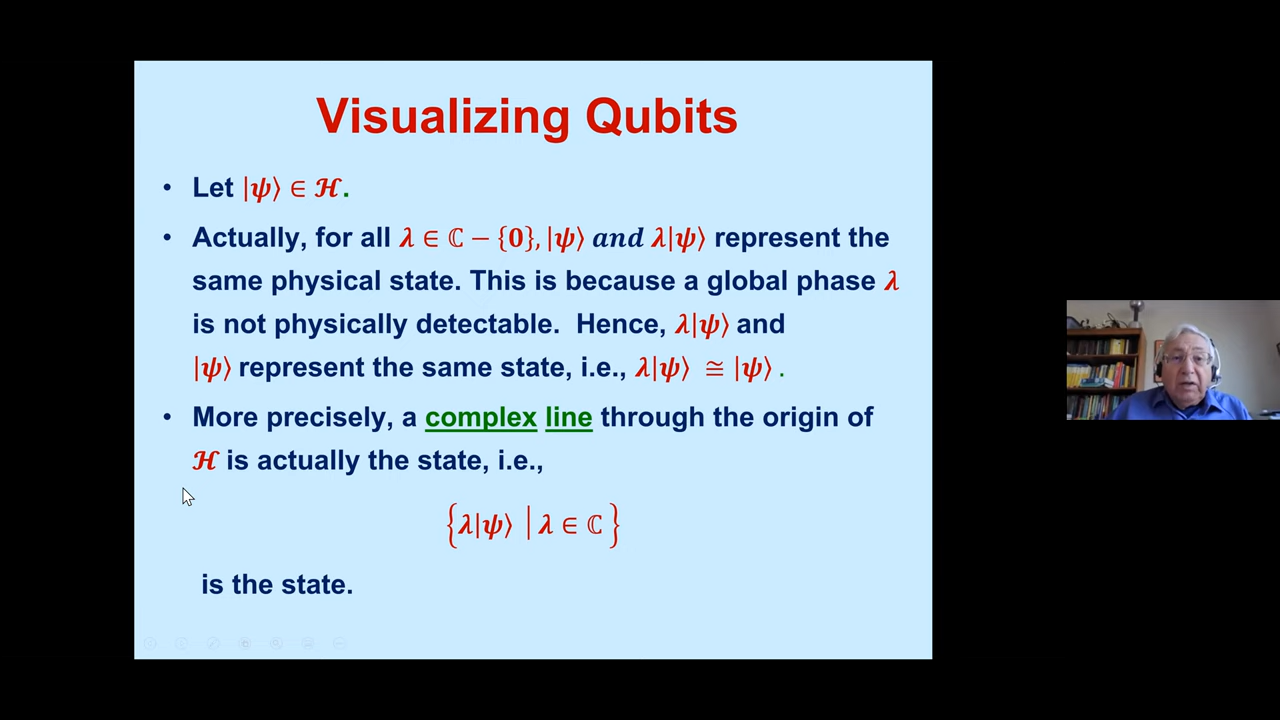 Visualizing Qubits
• Let |ψ⟩ ∈ ℋ.
• Actually, for all λ ∈ ℂ − {0}, |ψ⟩ and λ|ψ⟩ represent the
same physical state. This is because a global phase λ
is not physically detectable. Hence, λ|ψ⟩ and
|ψ⟩ represent the same state, i.e., λ|ψ⟩ ≅ |ψ⟩ .
• More precisely, a complex line through the origin of
ℋ is actually the state, i.e.,
{λ|ψ⟩ | λ ∈ ℂ }
is the state.